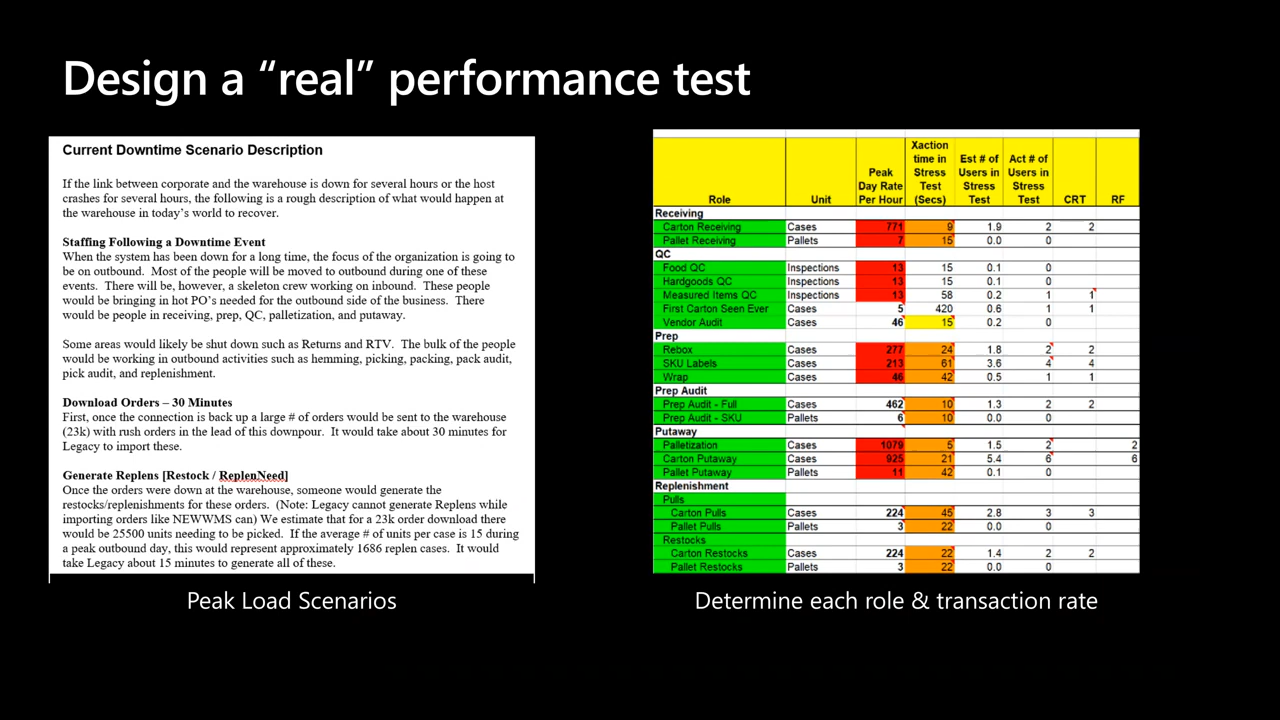 Design a “real” performance test
Current Downtime Scenario Description
If the link between corporate and the warehouse is down for several hours or the host
crashes for several hours, the following is a rough description of what would happen at
the warehouse in today’s world to recover.
Staffing Following a Downtime Event
When the system has been down for a long time, the focus of the organization is going to
be on outbound. Most of the people will be moved to outbound during one of these
events. There will be, however, a skeleton crew working on inbound. These people
would be bringing in hot PO’s needed for the outbound side of the business. There
would be people in receiving, prep, QC, palletization, and putaway.
Some areas would likely be shut down such as Returns and RTV. The bulk of the people
would be working in outbound activities such as hemming, picking, packing, pack audit,
pick audit, and replenishment.
Download Orders – 30 Minutes
First, once the connection is back up a large # of orders would be sent to the warehouse
(23k) with rush orders in the lead of this downpour. It would take about 30 minutes for
Legacy to import these.
Generate Replens [Restock / ReplenNeed]
Once the orders were down at the warehouse, someone would generate the
restocks/replenishments for these orders. (Note: Legacy cannot generate Replens while
importing orders like NEWWMS can) We estimate that for a 23k order download there
would be 25500 units needing to be picked. If the average # of units per case is 15 during
a peak outbound day, this would represent approximately 1686 replen cases. It would
take Legacy about 15 minutes to generate all of these.
Peak Load Scenarios
Role Unit Peak Day Rate Per Hour Xaction time in Stress Test (Secs) Est # of Users in Stress Test Act # of Users in Stress Test CRT RF
Receiving
Carton Receiving Cases 771 9 1.9 2 2
Pallet Receiving Pallets 7 15 0.0 0
QC
Food QC Inspections 13 15 0.1 0
Hardgoods QC Inspections 13 15 0.1 0
Measured Items QC Inspections 13 58 0.2 1 1
First Carton Seen Ever Cases 5 420 0.6 1 1
Vendor Audit Cases 46 15 0.2 0
Prep
Rebox Cases 277 24 1.8 2 2
SKU Labels Cases 213 61 3.6 4 4
Wrap Cases 46 42 0.5 1 1
Prep Audit
Prep Audit - Full Cases 462 10 1.3 2 2
Prep Audit - SKU Pallets 6 10 0.0 0
Putaway
Palletization Cases 1079 5 1.5 2 2
Carton Putaway Cases 925 21 5.4 6 6
Pallet Putaway Pallets 11 42 0.1 0
Replenishment
Pulls
Carton Pulls Cases 224 45 2.8 3 3
Pallet Pulls Pallets 3 22 0.0 0
Restocks
Carton Restocks Cases 224 22 1.4 2 2
Pallet Restocks Pallets 3 22 0.0 0
Determine each role & transaction rate